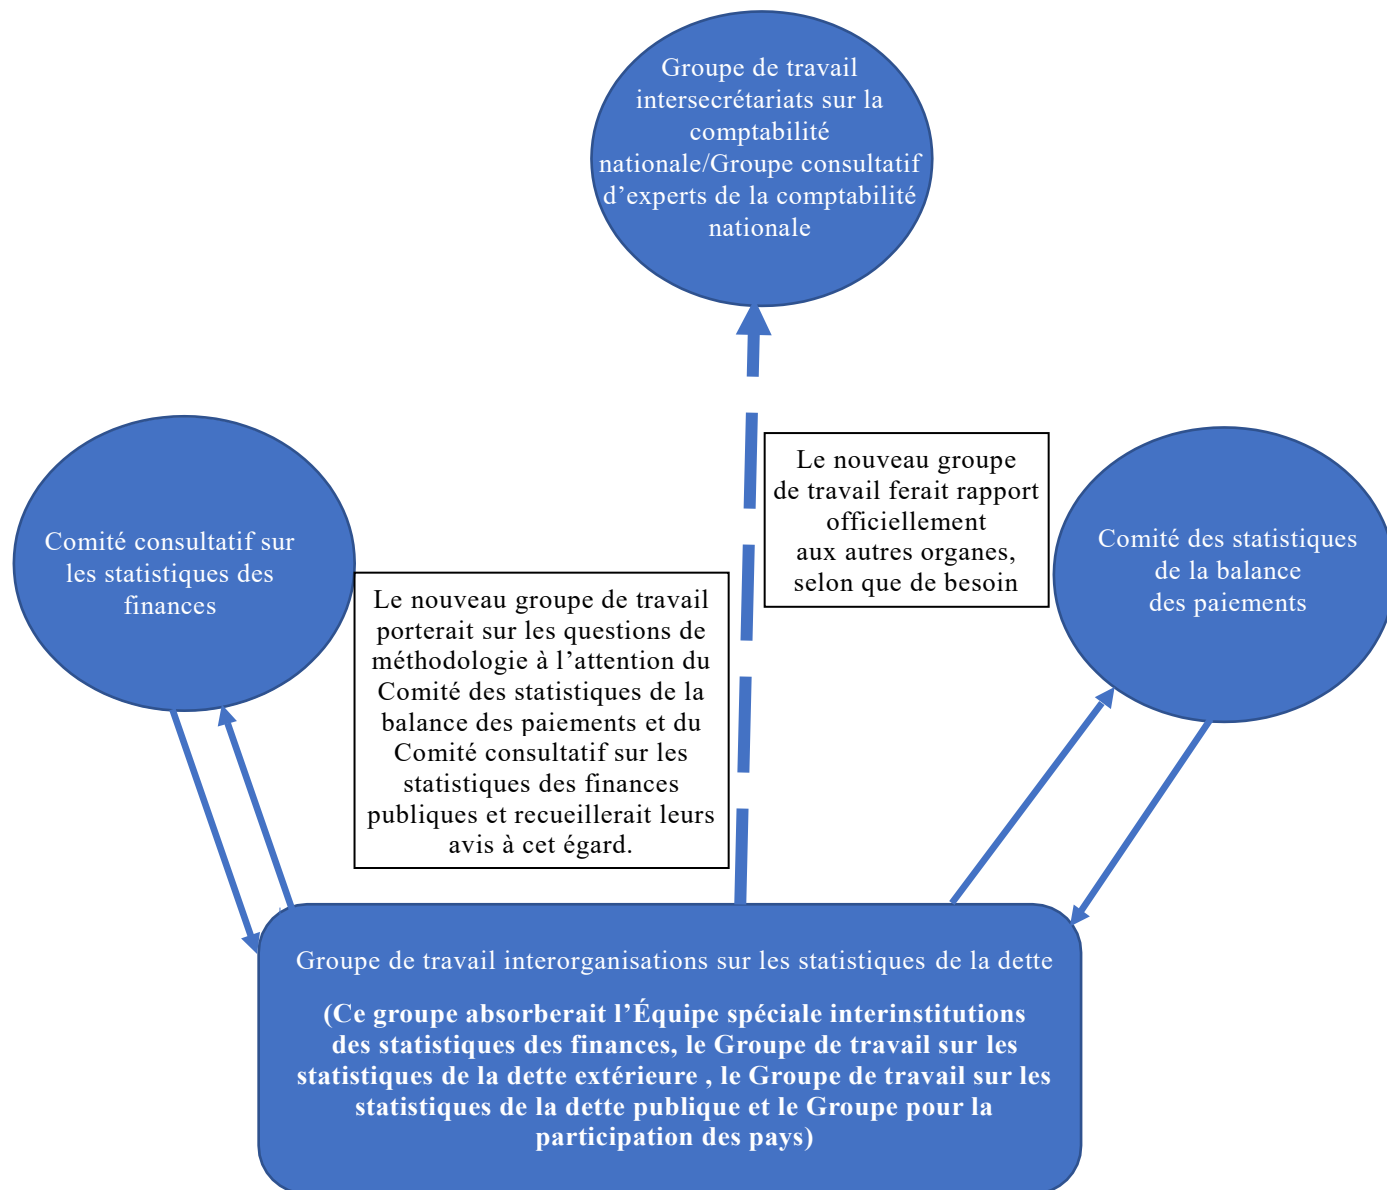 Groupe de travail
intersecrétariats sur la
comptabilité
nationale/Groupe consultatif
d’experts de la comptabilité
nationale
Comité consultatif sur
les statistiques des
finances
Le nouveau groupe de travail
porterait sur les questions de
méthodologie à l’attention du
Comité des statistiques de la
balance des paiements et du
Comité consultatif sur les
statistiques des finances
publiques et recueillerait leurs
avis à cet égard.
Le nouveau groupe
de travail ferait rapport
officiellement
aux autres organes,
selon que de besoin
Comité des statistiques
de la balance
des paiements
Groupe de travail interorganisations sur les statistiques de la dette
(Ce groupe absorberait l’Équipe spéciale interinstitutions
des statistiques des finances, le Groupe de travail sur les
statistiques de la dette extérieure , le Groupe de travail sur les
statistiques de la dette publique et le Groupe pour la
participation des pays)